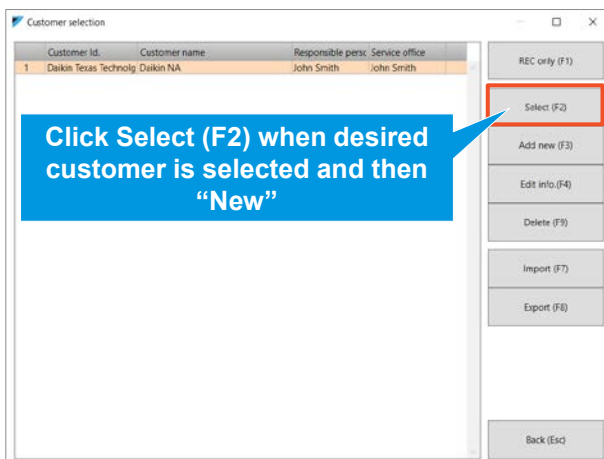 Customer selection
Customer Id. Customer name Responsible persc Service office
1 Daikin Texas Technolg Daikin NA John Smith John Smith
REC only (F1)
Select (F2)
Add new (F3)
Edit info.(F4)
Delete (F9)
Import (F7)
Export (F8)
Back (Esc)
Click Select (F2) when desired
customer is selected and then
“New”